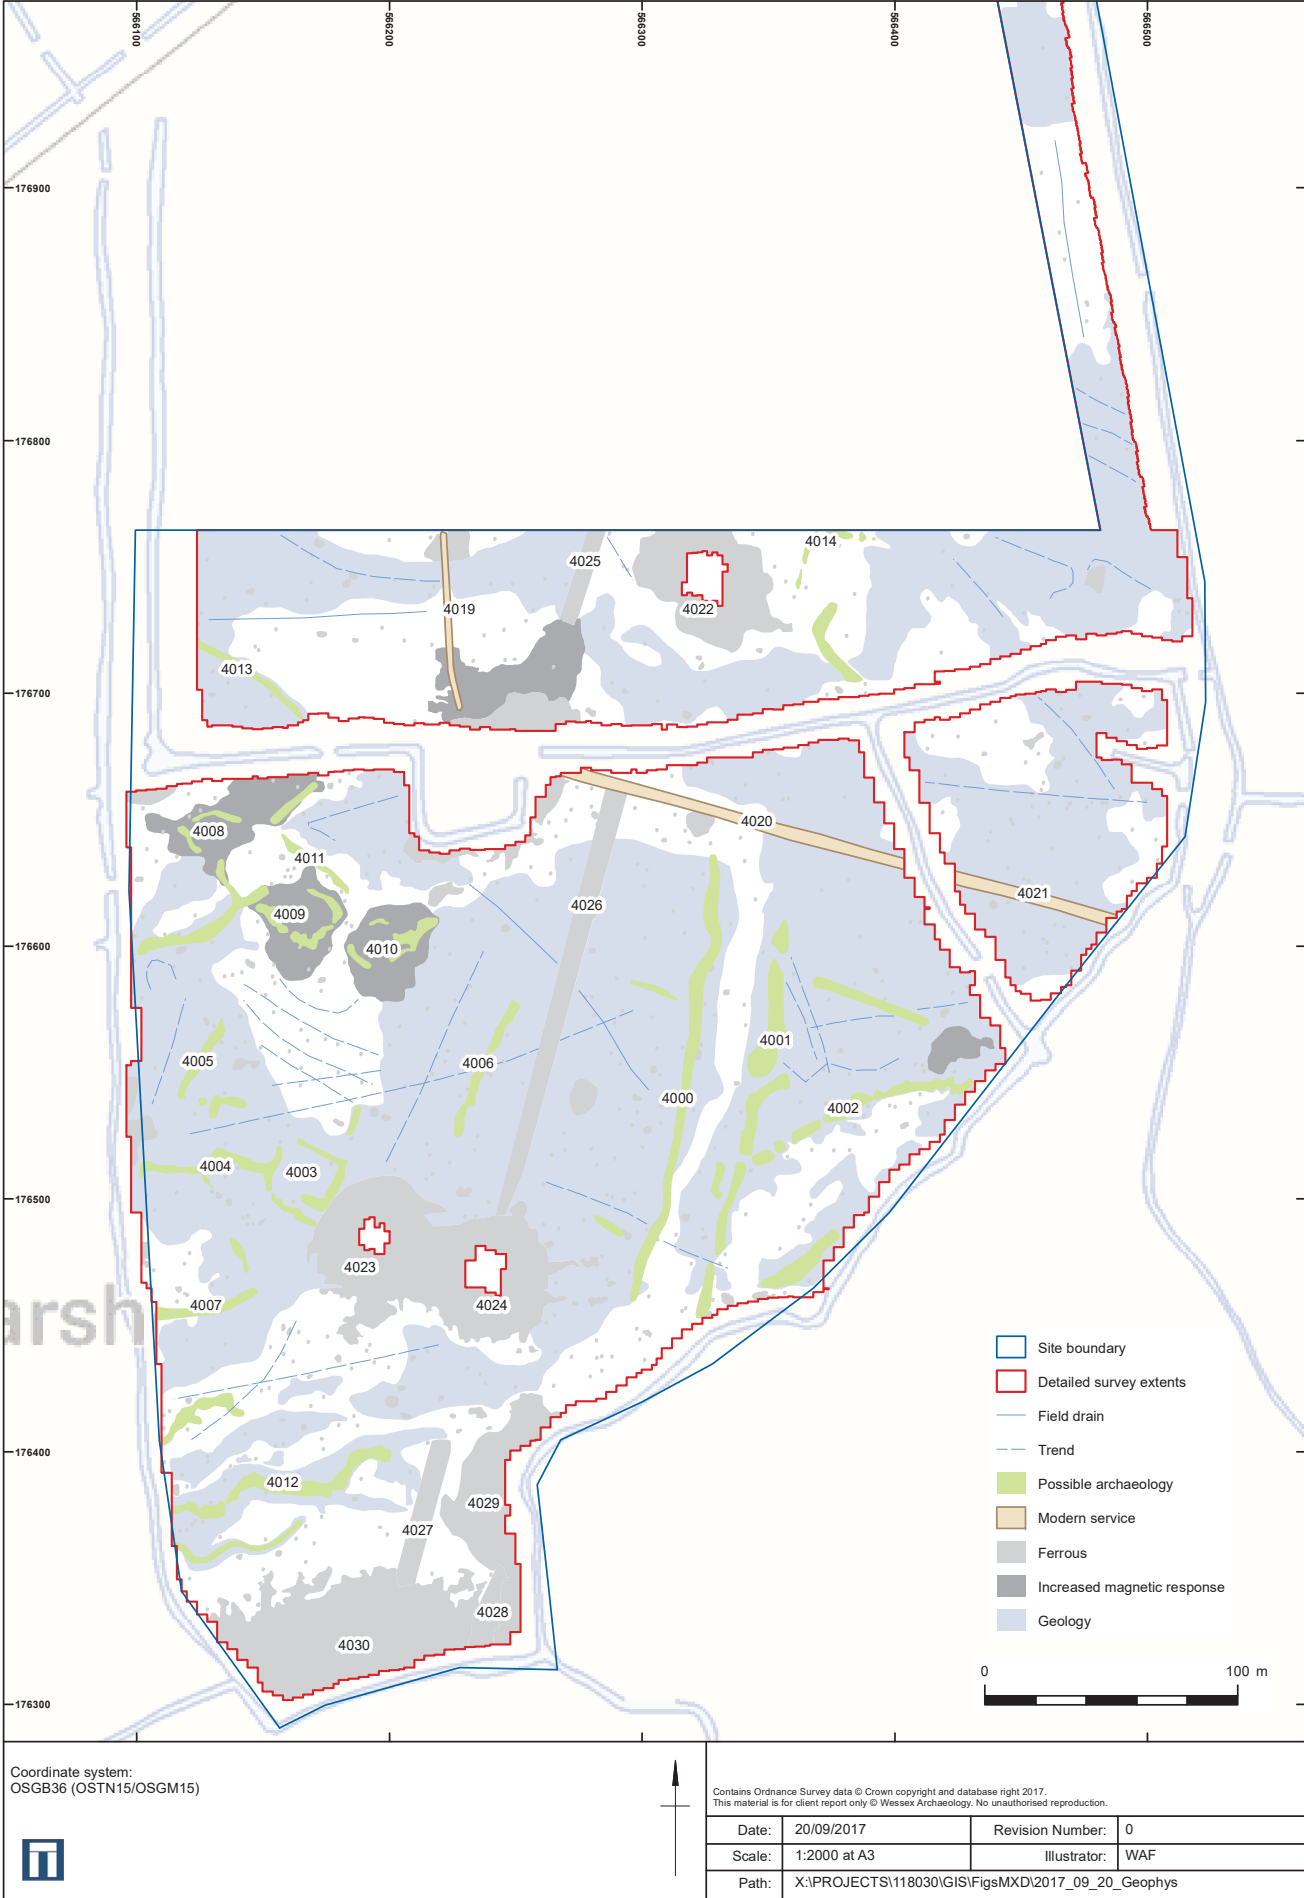 566100
566200
566300
566400
566500
176900
176800
4014
4025
4019
4022
4013
176700
4020
4008
4011
4021
4026
4009
4010
176600
4001
4005
4006
4000
4002
4004
4003
176500
4023
4024
4007
arsh
Site boundary
Detailed survey extents
Field drain
176400
Trend
4012
Possible archaeology
4029
Modern service
4027
Ferrous
Increased magnetic response
4028
Geology
4030
0 100 m
176300
Coordinate system:
OSGB36 (OSTN15/OSGM15)
Contains Ordnance Survey data © Crown copyright and database right 2017.
This material is for client report only © Wessex Archaeology. No unauthorised reproduction.
Date: 20/09/2017 Revision Number: 0
Scale: 1:2000 at A3 Illustrator: WAF
Path: X:\PROJECTS\118030\GIS\FigsMXD\2017_09_20_Geophys